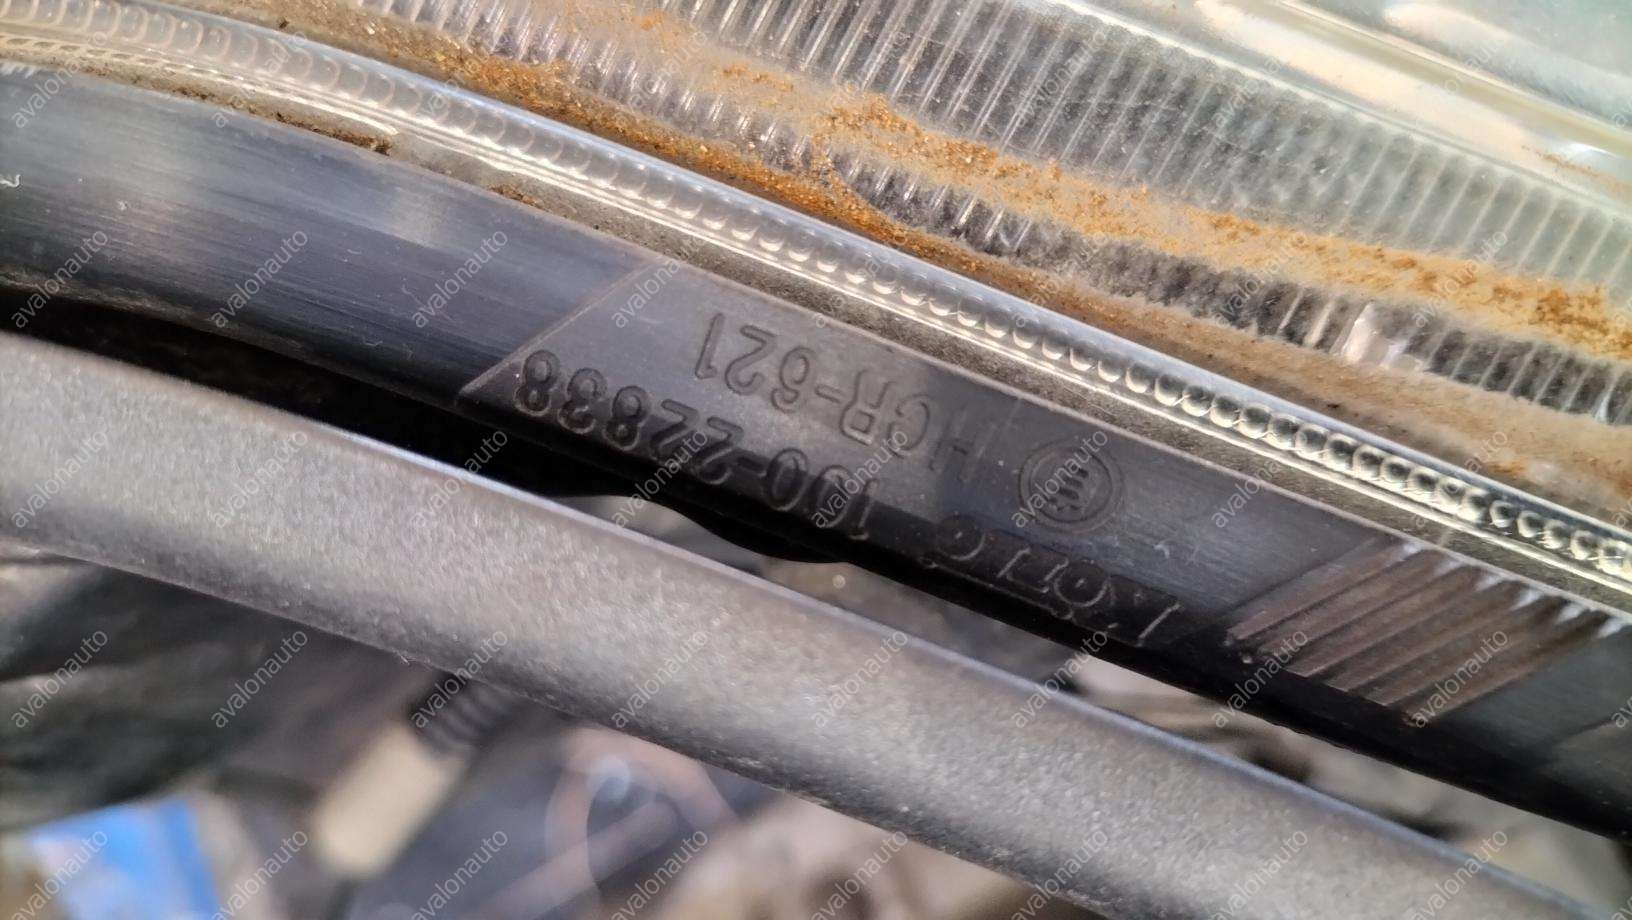 KOITO 100-22838
Ⓔ HCR-621
avalonauto